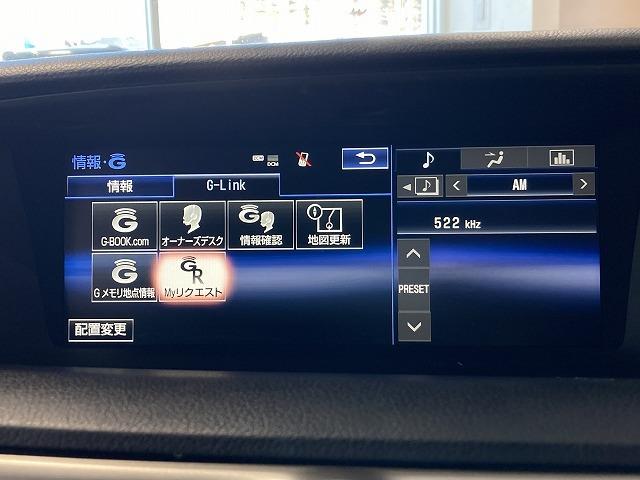 情報・G
DCM
情報
G-Link
G-BOOK.com
オーナーズデスク
情報確認
地図更新
Gメモリ地点情報
Myリクエスト
配置変更
AM
522 kHz
PRESET